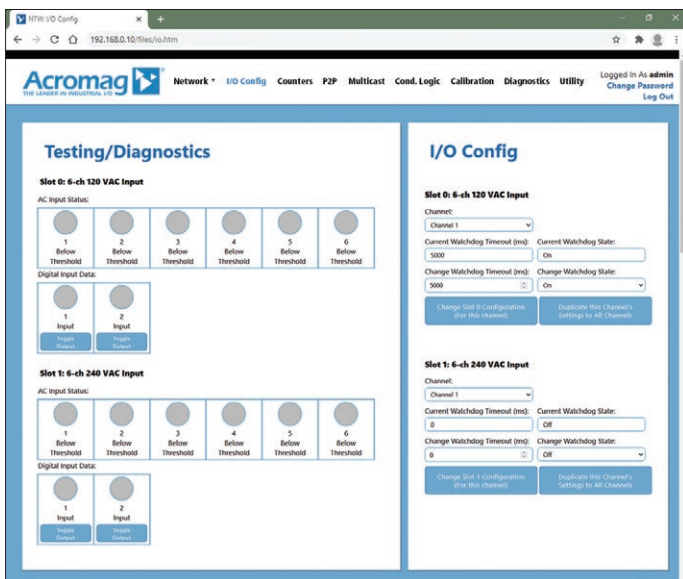 NTW: I/O Config
192.168.0.10/files/io.htm
Acromag
THE LEADER IN INDUSTRIAL I/O
Network I/O Config Counters P2P Multicast Cond. Logic Calibration Diagnostics Utility
Logged In As admin
Change Password
Log Out
Testing/Diagnostics
Slot 0: 6-ch 120 VAC Input
AC Input Status:
1 2 3 4 5 6
Below Below Below Below Below Below
Threshold Threshold Threshold Threshold Threshold Threshold
Digital Input Data:
1 2
Input Input
Toggle Toggle
Output Output
Slot 1: 6-ch 240 VAC Input
AC Input Status:
1 2 3 4 5 6
Below Below Below Below Below Below
Threshold Threshold Threshold Threshold Threshold Threshold
Digital Input Data:
1 2
Input Input
Toggle Toggle
Output Output
I/O Config
Slot 0: 6-ch 120 VAC Input
Channel:
Channel 1
Current Watchdog Timeout (ms): Current Watchdog State:
5000 On
Change Watchdog Timeout (ms): Change Watchdog State:
5000 On
Change Slot 0 Configuration Duplicate this Channel's
(For this channel) Settings to All Channels
Slot 1: 6-ch 240 VAC Input
Channel:
Channel 1
Current Watchdog Timeout (ms): Current Watchdog State:
0 Off
Change Watchdog Timeout (ms): Change Watchdog State:
0 Off
Change Slot 1 Configuration Duplicate this Channel's
(For this channel) Settings to All Channels